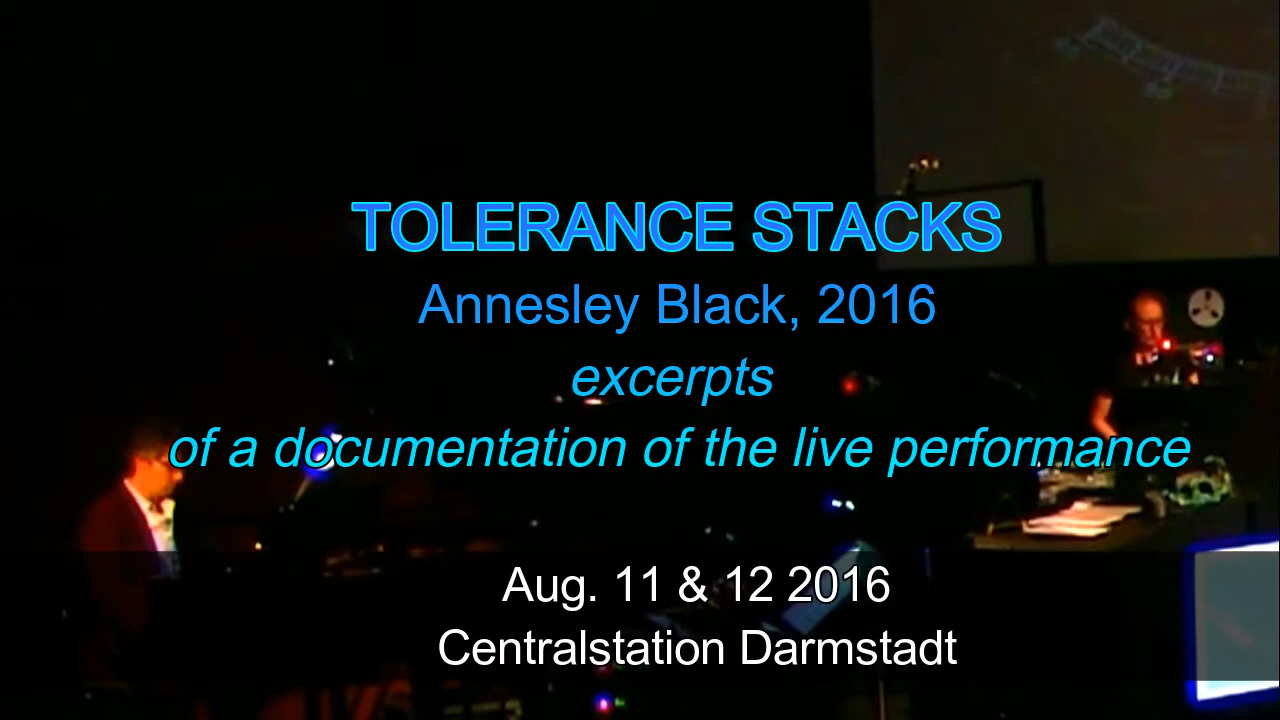 TOLERANCE STACKS
Annesley Black, 2016
excerpts
of a documentation of the live performance
Aug. 11 & 12 2016
Centralstation Darmstadt